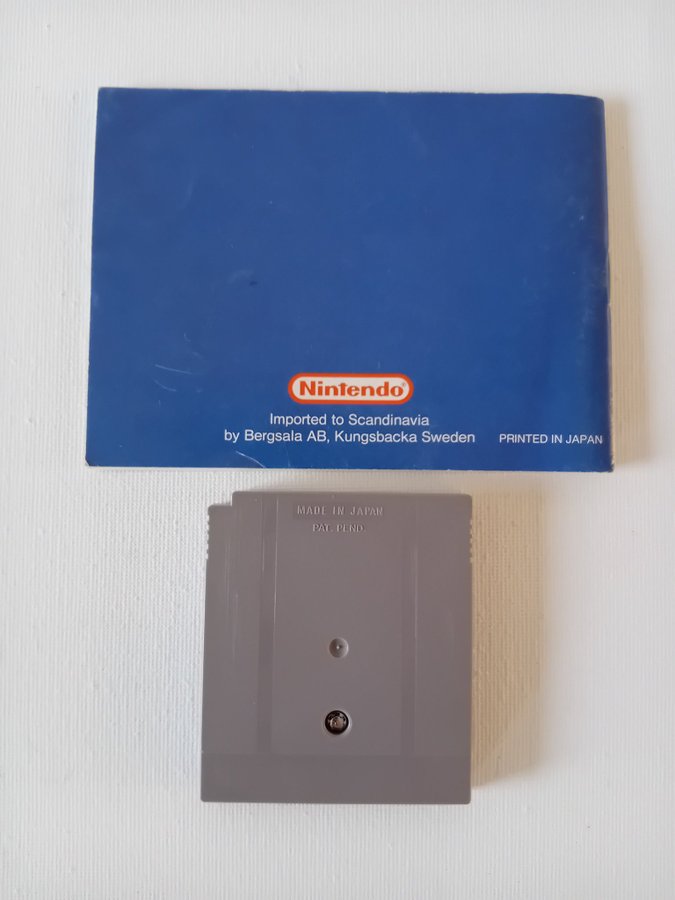 Nintendo®
Imported to Scandinavia
by Bergsala AB, Kungsbacka Sweden
PRINTED IN JAPAN
MADE IN JAPAN
PAT. PEND.